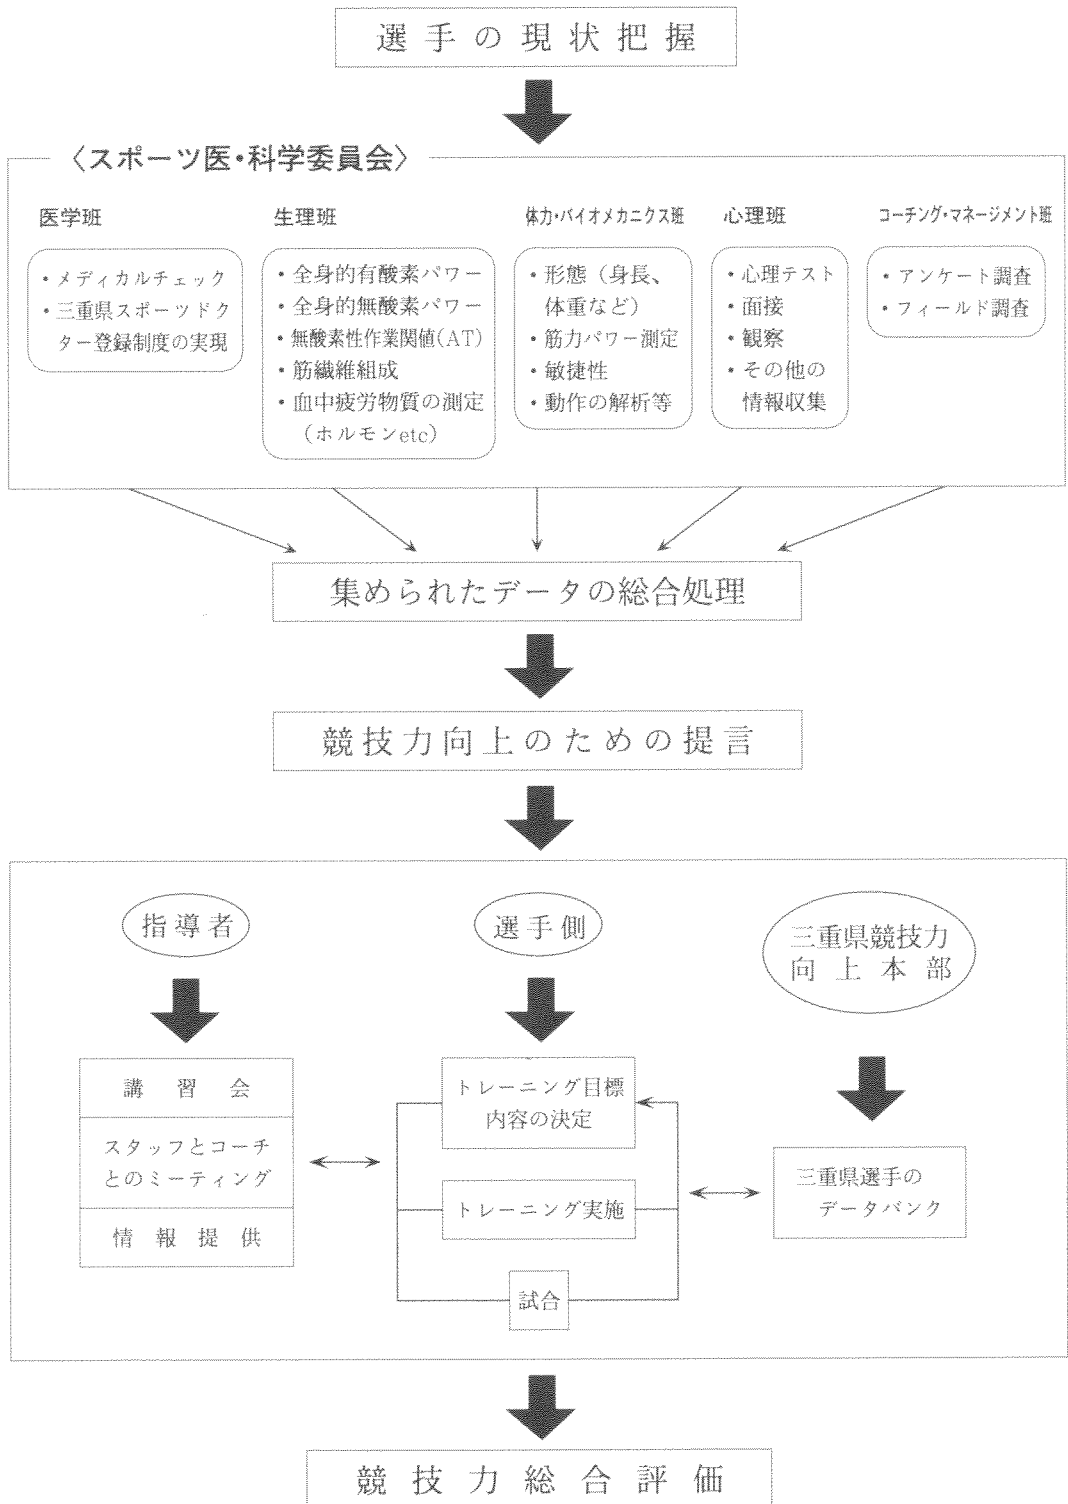 選手の現状把握
〈スポーツ医・科学委員会〉
医学班
・メディカルチェック
・三重県スポーツドク
ター登録制度の実現
生理班
・全身的有酸素パワー
・全身的無酸素パワー
・無酸素性作業関値(AT)
・筋繊維組成
・血中疲労物質の測定
(ホルモンetc)
体力・バイオメカニクス班
・形態(身長、
体重など)
・筋力パワー測定
・敏捷性
・動作の解析等
心理班
・心理テスト
・面接
・観察
・その他の
情報収集
コーチング・マネージメント班
・アンケート調査
・フィールド調査
集められたデータの総合処理
競技力向上のための提言
指導者
講習会
スタッフとコーチ
とのミーティング
情報提供
選手側
トレーニング目標
内容の決定
トレーニング実施
試合
三重県競技力
向上本部
三重県選手の
データバンク
競技力総合評価